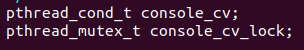 pthread_cond_t console_cv;
pthread_mutex_t console_cv_lock;